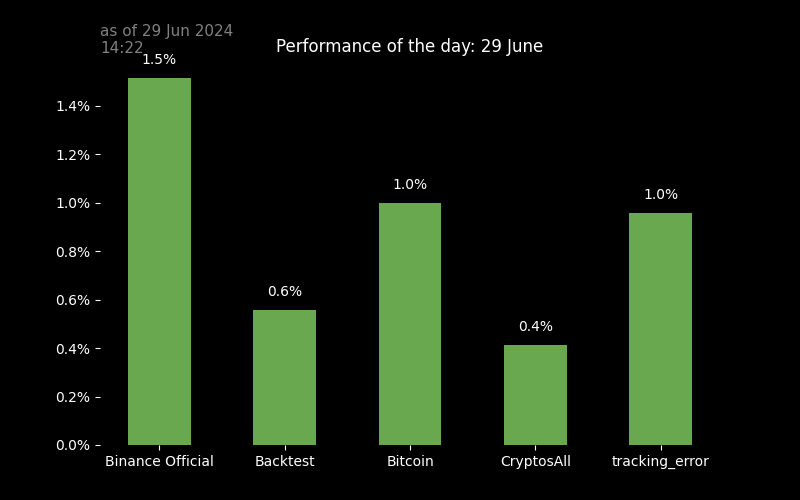 as of 29 Jun 2024
14:22
Performance of the day: 29 June
1.5%
1.0%
1.0%
0.6%
0.4%
1.4%
1.2%
1.0%
0.8%
0.6%
0.4%
0.2%
0.0%
Binance Official
Backtest
Bitcoin
CryptosAll
tracking_error